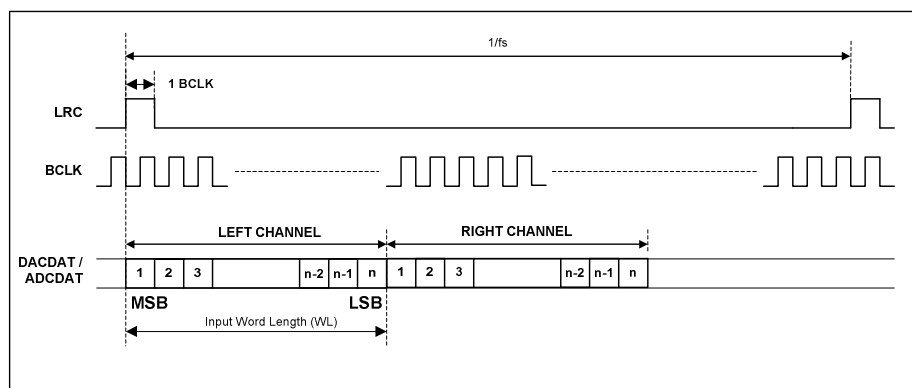 1/fs
1 BCLK
LRC
BCLK
LEFT CHANNEL
RIGHT CHANNEL
DACDAT /
ADCDAT
1 2 3 n-2 n-1 n 1 2 3 n-2 n-1 n
MSB LSB
Input Word Length (WL)